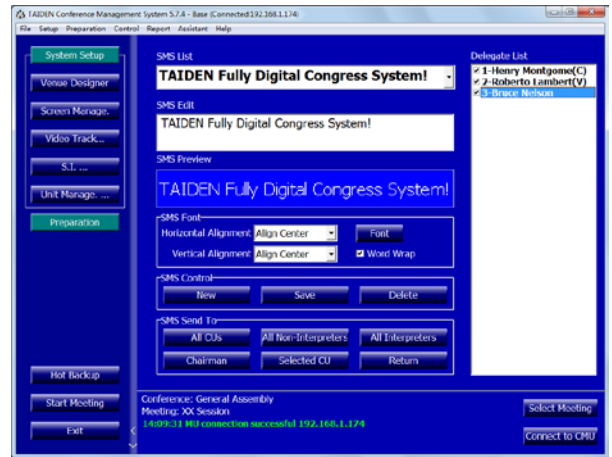 TAIDEN Conference Management System 5.7.4 - Base (Connected:192.168.1.174)
File Setup Preparation Control Report Assistant Help
System Setup
Venue Designer
Screen Manage.
Video Track...
S.I. ...
Unit Manage. ...
Preparation
Hot Backup
Start Meeting
Exit
SMS List
TAIDEN Fully Digital Congress System!
SMS Edit
TAIDEN Fully Digital Congress System!
SMS Preview
TAIDEN Fully Digital Congress System!
SMS Font
Horizontal Alignment Align Center Font
Vertical Alignment Align Center Word Wrap
SMS Control
New Save Delete
SMS Send To
All CUs All Non-Interpreters All Interpreters
Chairman Selected CU Return
Delegate List
1-Henry Montgome(C)
2-Roberto Lambert(V)
3-Bruce Nelson
Conference: General Assembly
Meeting: XX Session
14:09:31 MU connection successful 192.168.1.174
Select Meeting
Connect to CMU